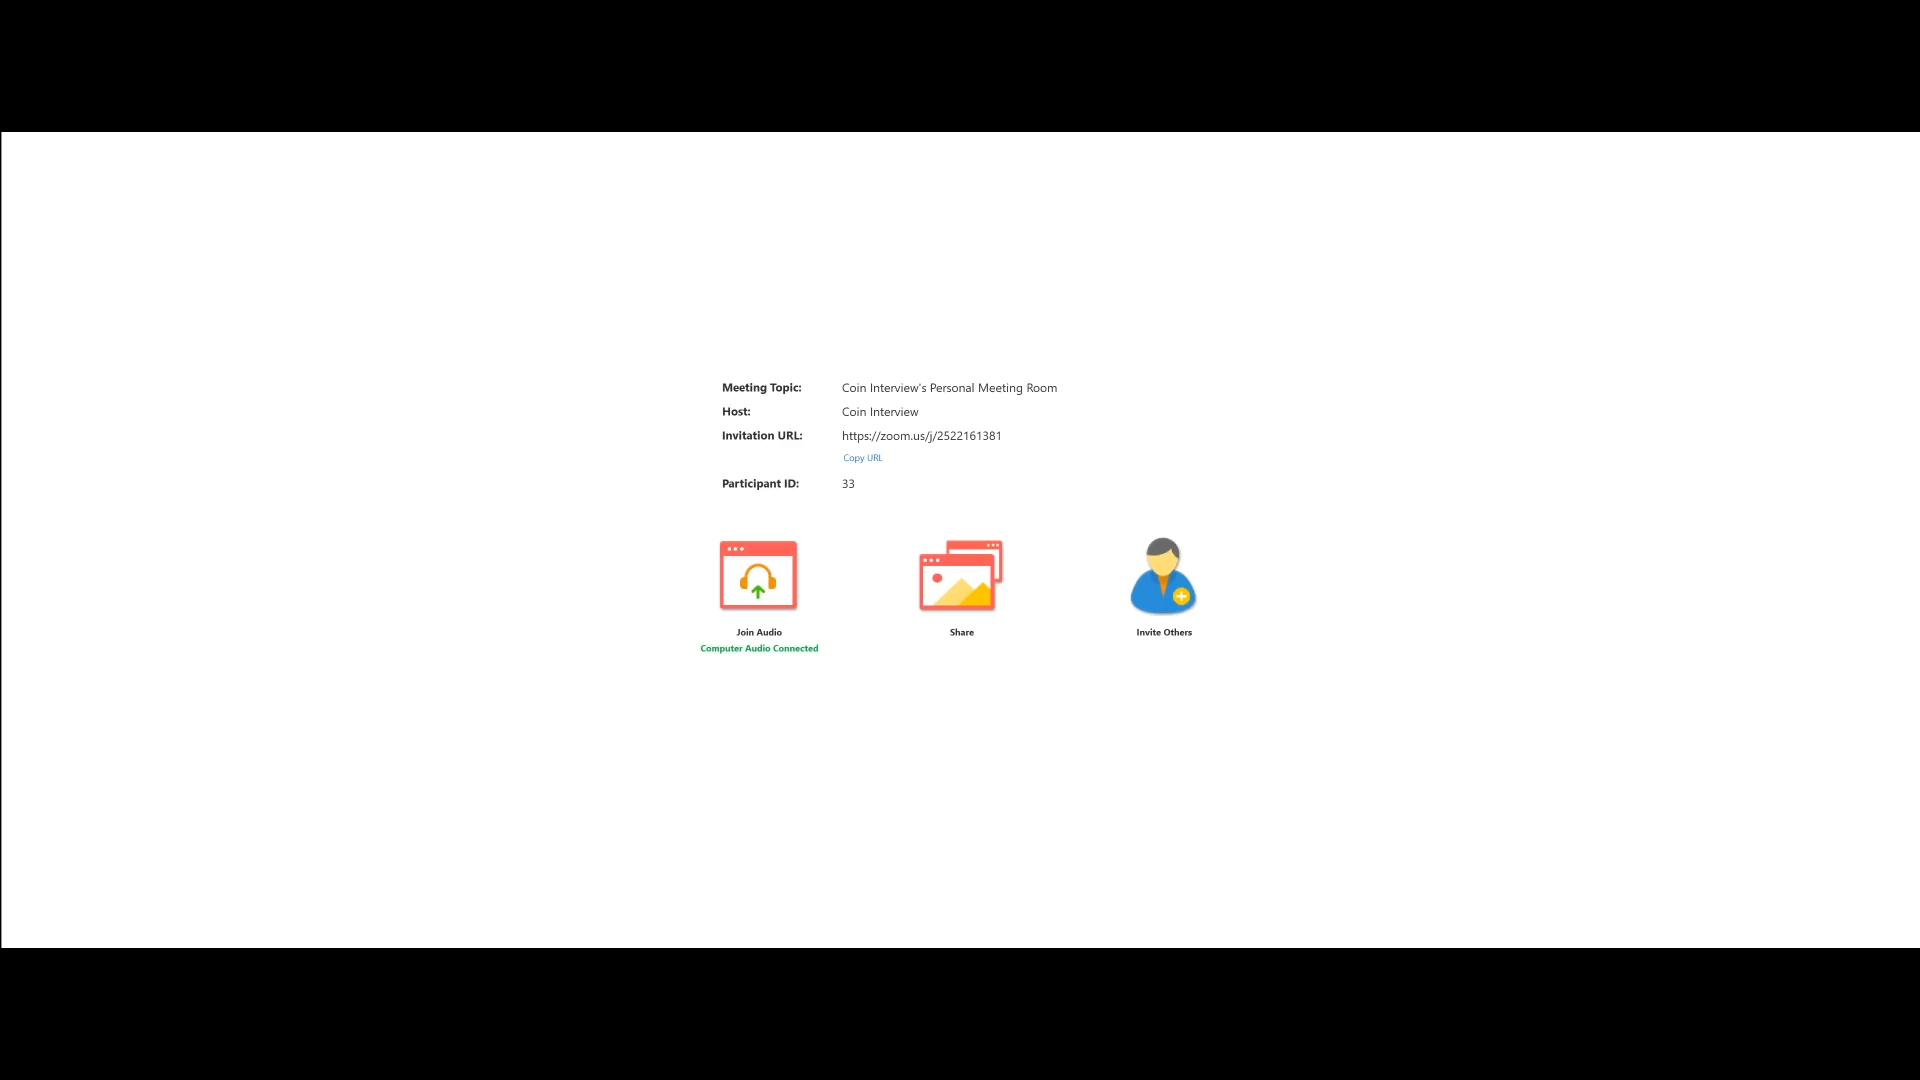 Meeting Topic: Coin Interview's Personal Meeting Room
Host: Coin Interview
Invitation URL: https://zoom.us/j/2522161381
Copy URL
Participant ID: 33
Join Audio Share Invite Others
Computer Audio Connected